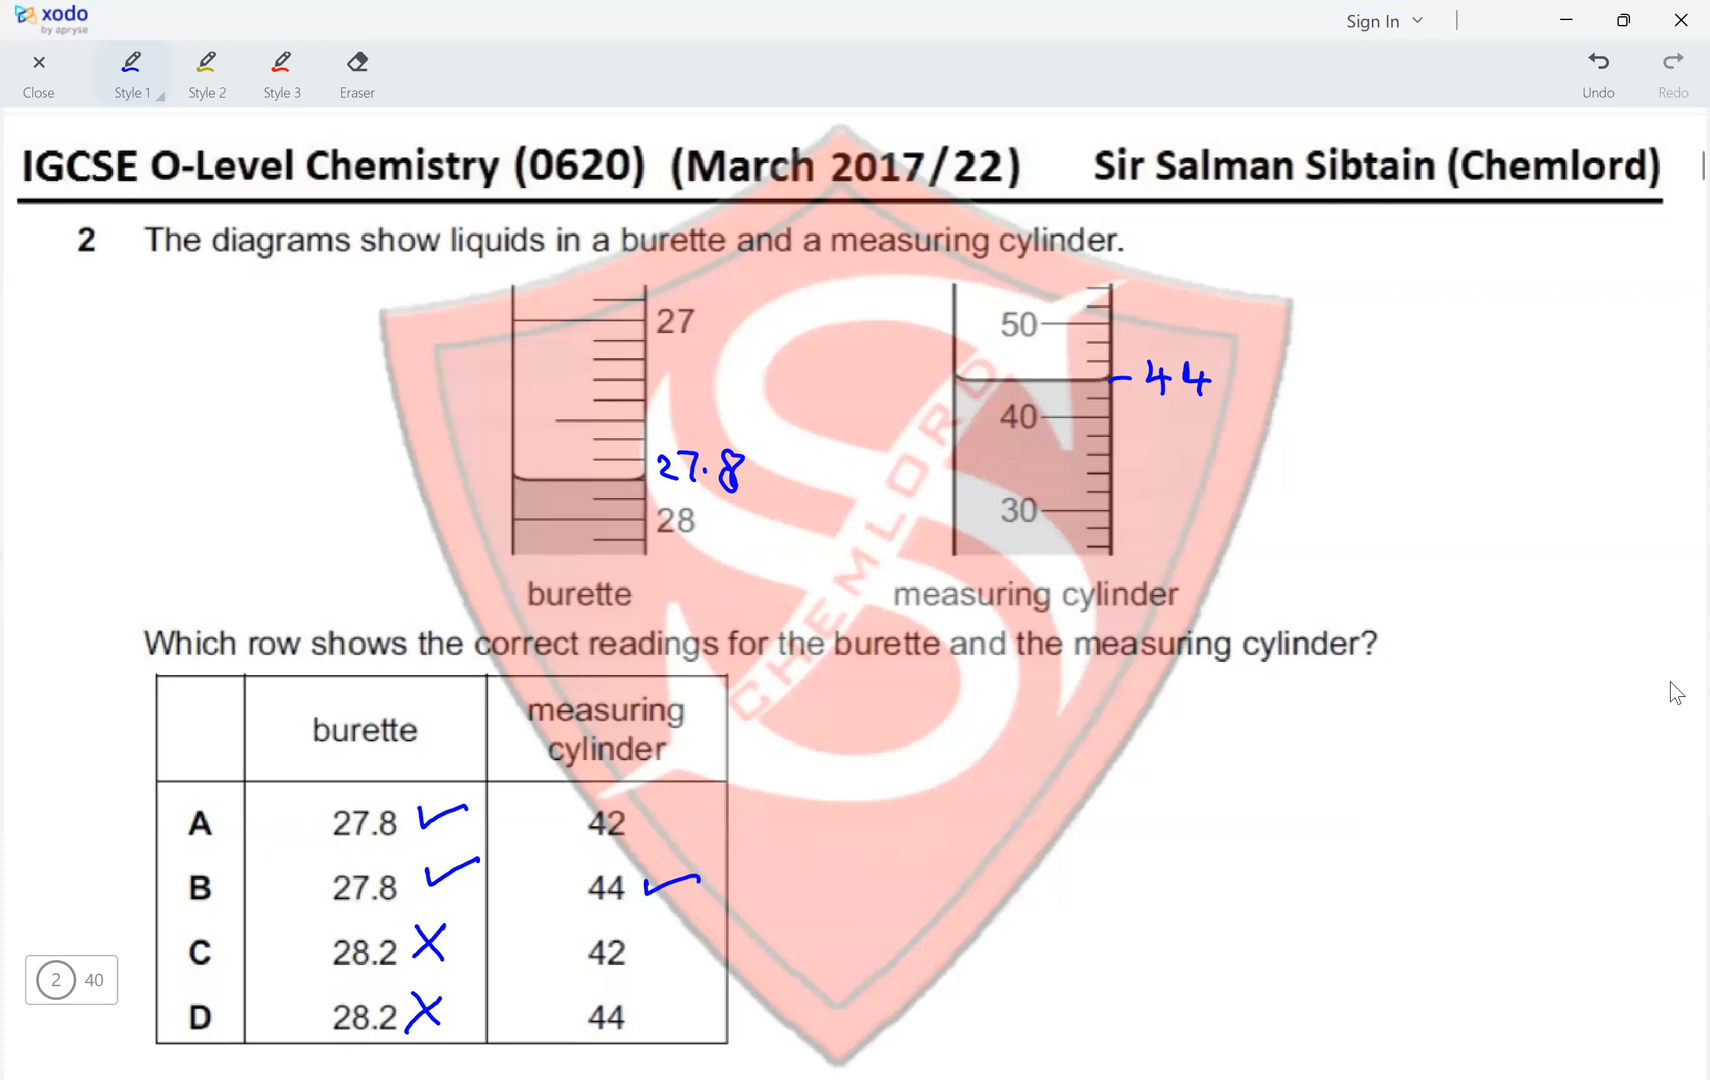 xodo
by apryse
Sign In
Close
Style 1
Style 2
Style 3
Eraser
Undo
Redo
IGCSE O-Level Chemistry (0620) (March 2017/22) Sir Salman Sibtain (Chemlord)
2 The diagrams show liquids in a burette and a measuring cylinder.
27
27.8
28
burette
50
44
40
30
measuring cylinder
CHEMLORD
Which row shows the correct readings for the burette and the measuring cylinder?
burette measuring cylinder
A 27.8 ✓ 42
B 27.8 ✓ 44 ✓
C 28.2 X 42
D 28.2 X 44
2 40